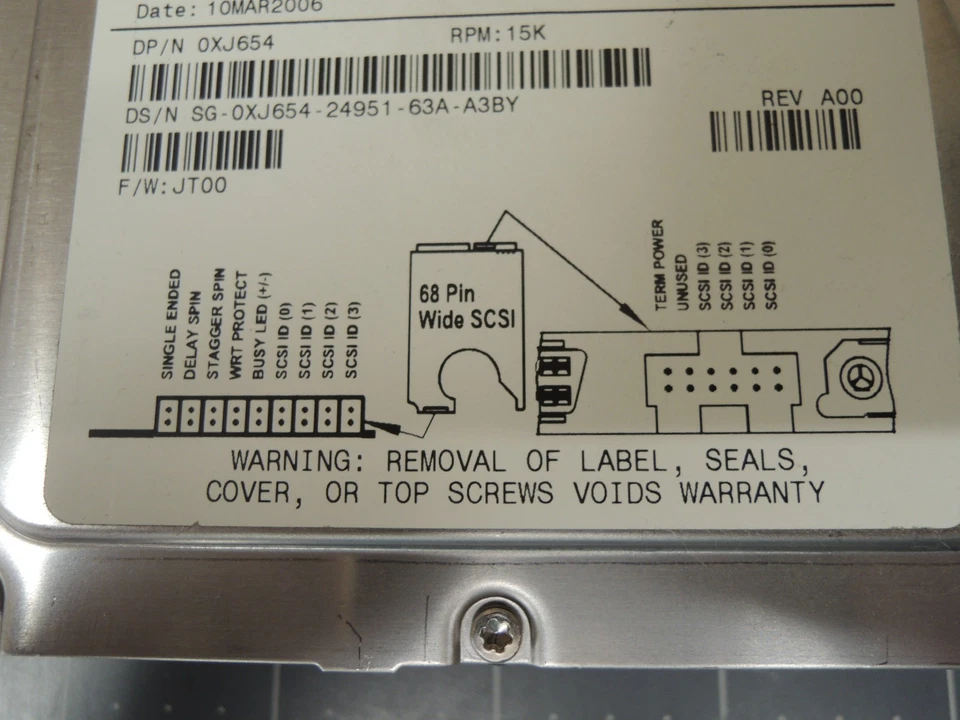 Date: 10MAR2006
DP/N 0XJ654
RPM:15K
DS/N SG-0XJ654-24951-63A-A3BY
REV A00
F/W:JT00
SINGLE ENDED
DELAY SPIN
STAGGER SPIN
WRT PROTECT
BUSY LED (+/-)
SCSI ID (0)
SCSI ID (1)
SCSI ID (2)
SCSI ID (3)
68 Pin
Wide SCSI
TERM POWER
UNUSED
SCSI ID (3)
SCSI ID (2)
SCSI ID (1)
SCSI ID (0)
WARNING: REMOVAL OF LABEL, SEALS,
COVER, OR TOP SCREWS VOIDS WARRANTY